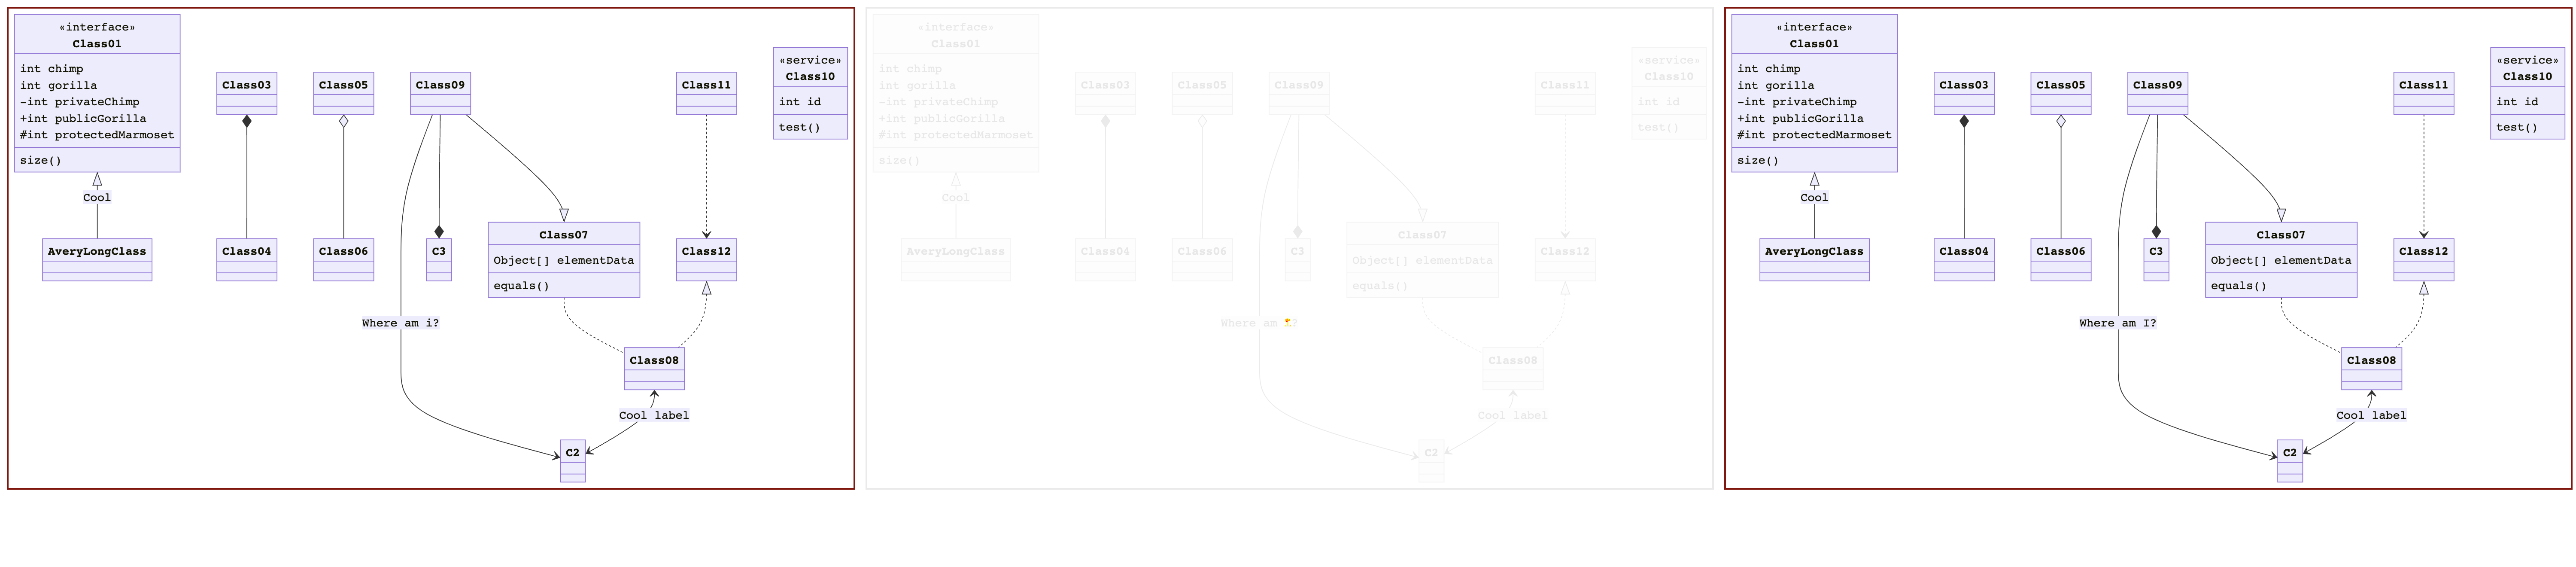 «interface»
Class01
int chimp
int gorilla
-int privateChimp
+int publicGorilla
#int protectedMarmoset
size()
Cool
AveryLongClass
Class03
Class04
Class05
Class06
Class09
C3
Class07
Object[] elementData
equals()
Class11
Class12
«service»
Class10
int id
test()
Where am i?
Class08
Cool label
C2
«interface»
Class01
int chimp
int gorilla
-int privateChimp
+int publicGorilla
#int protectedMarmoset
size()
Cool
AveryLongClass
Class03
Class04
Class05
Class06
Class09
C3
Class07
Object[] elementData
equals()
Class11
Class12
«service»
Class10
int id
test()
Where am ?
Class08
Cool label
C2
«interface»
Class01
int chimp
int gorilla
-int privateChimp
+int publicGorilla
#int protectedMarmoset
size()
Cool
AveryLongClass
Class03
Class04
Class05
Class06
Class09
C3
Class07
Object[] elementData
equals()
Class11
Class12
«service»
Class10
int id
test()
Where am I?
Class08
Cool label
C2